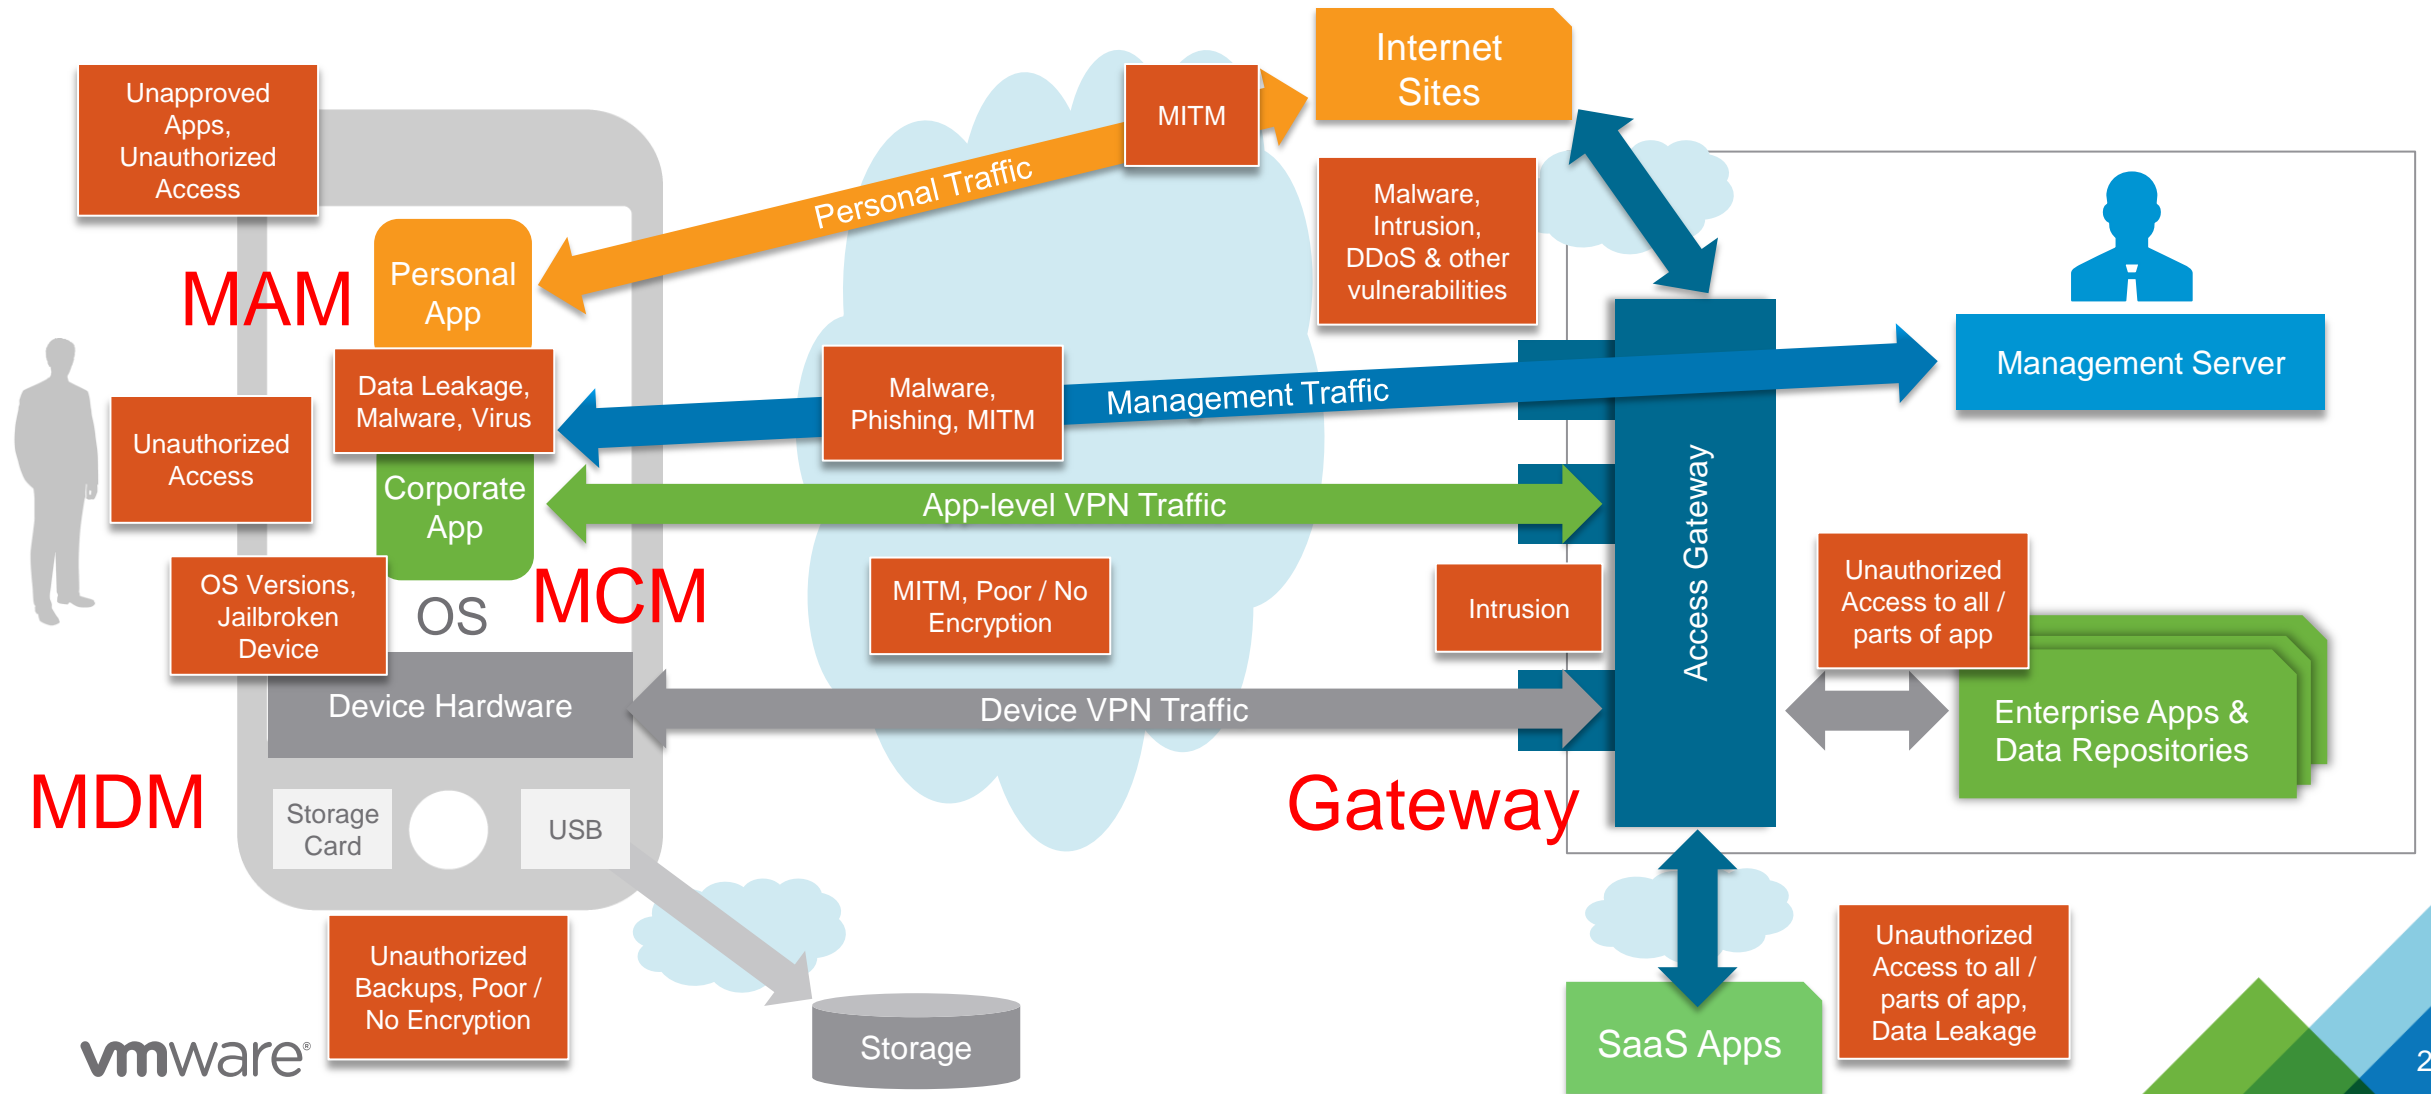 Internet
Sites
Unapproved
Apps,
Unauthorized
Access
MITM
Personal Traffic
Malware,
Intrusion,
DDoS & other
vulnerabilities
Personal
App
MAM
Management Server
Data Leakage,
Malware, Virus
Malware,
Phishing, MITM
Management Traffic
Unauthorized
Access
Corporate
App
App-level VPN Traffic
Access Gateway
OS Versions,
Jailbroken
Device
OS
MCM
MITM, Poor / No
Encryption
Intrusion
Unauthorized
Access to all /
parts of app
Device Hardware
Device VPN Traffic
Enterprise Apps &
Data Repositories
MDM
Gateway
Storage
Card
USB
Unauthorized
Backups, Poor /
No Encryption
Storage
SaaS Apps
Unauthorized
Access to all /
parts of app,
Data Leakage
vmware®
2